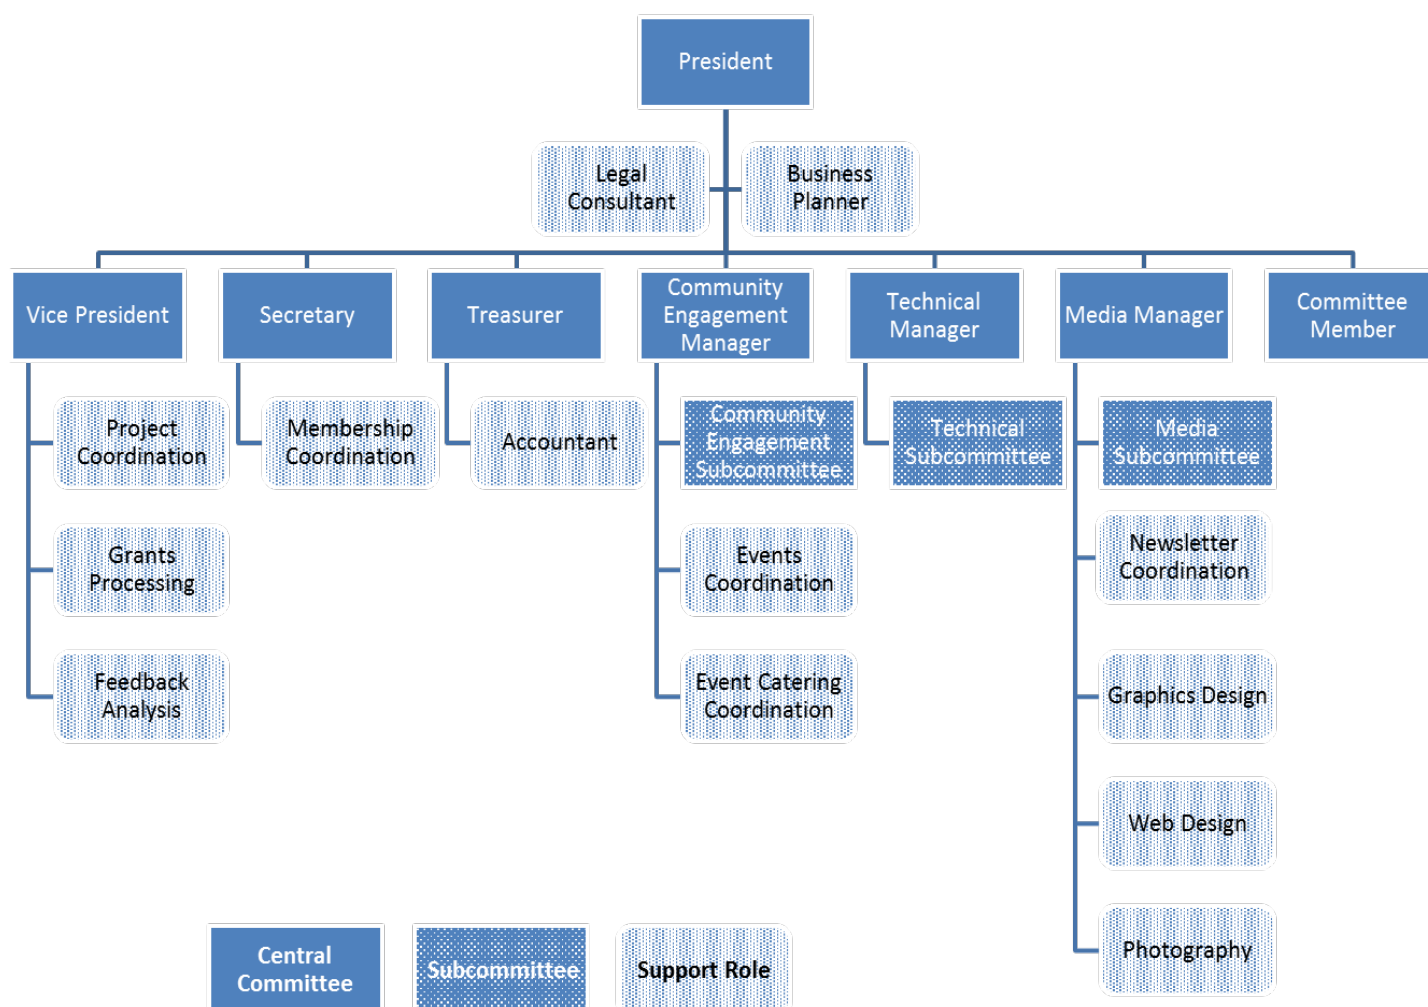 President
Legal
Consultant
Business
Planner
Vice President
Secretary
Treasurer
Community
Engagement
Manager
Technical
Manager
Media Manager
Committee
Member
Project
Coordination
Membership
Coordination
Accountant
Community
Engagement
Subcommittee
Technical
Subcommittee
Media
Subcommittee
Grants
Processing
Events
Coordination
Newsletter
Coordination
Feedback
Analysis
Event Catering
Coordination
Graphics Design
Web Design
Photography
Central
Committee
Subcommittee
Support Role